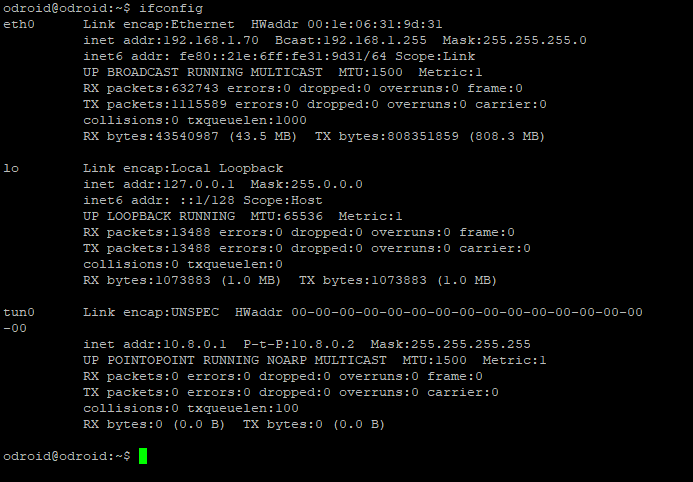 odroid@odroid:~$ ifconfig
eth0      Link encap:Ethernet  HWaddr 00:1e:06:31:9d:31
          inet addr:192.168.1.70  Bcast:192.168.1.255  Mask:255.255.255.0
          inet6 addr: fe80::21e:6ff:fe31:9d31/64 Scope:Link
          UP BROADCAST RUNNING MULTICAST  MTU:1500  Metric:1
          RX packets:632743 errors:0 dropped:0 overruns:0 frame:0
          TX packets:1115589 errors:0 dropped:0 overruns:0 carrier:0
          collisions:0 txqueuelen:1000
          RX bytes:43540987 (43.5 MB)  TX bytes:808351859 (808.3 MB)

lo        Link encap:Local Loopback
          inet addr:127.0.0.1  Mask:255.0.0.0
          inet6 addr: ::1/128 Scope:Host
          UP LOOPBACK RUNNING  MTU:65536  Metric:1
          RX packets:13488 errors:0 dropped:0 overruns:0 frame:0
          TX packets:13488 errors:0 dropped:0 overruns:0 carrier:0
          collisions:0 txqueuelen:0
          RX bytes:1073883 (1.0 MB)  TX bytes:1073883 (1.0 MB)

tun0      Link encap:UNSPEC  HWaddr 00-00-00-00-00-00-00-00-00-00-00-00-00-00-00
-00
          inet addr:10.8.0.1  P-t-P:10.8.0.2  Mask:255.255.255.255
          UP POINTOPOINT RUNNING NOARP MULTICAST  MTU:1500  Metric:1
          RX packets:0 errors:0 dropped:0 overruns:0 frame:0
          TX packets:0 errors:0 dropped:0 overruns:0 carrier:0
          collisions:0 txqueuelen:100
          RX bytes:0 (0.0 B)  TX bytes:0 (0.0 B)

odroid@odroid:~$